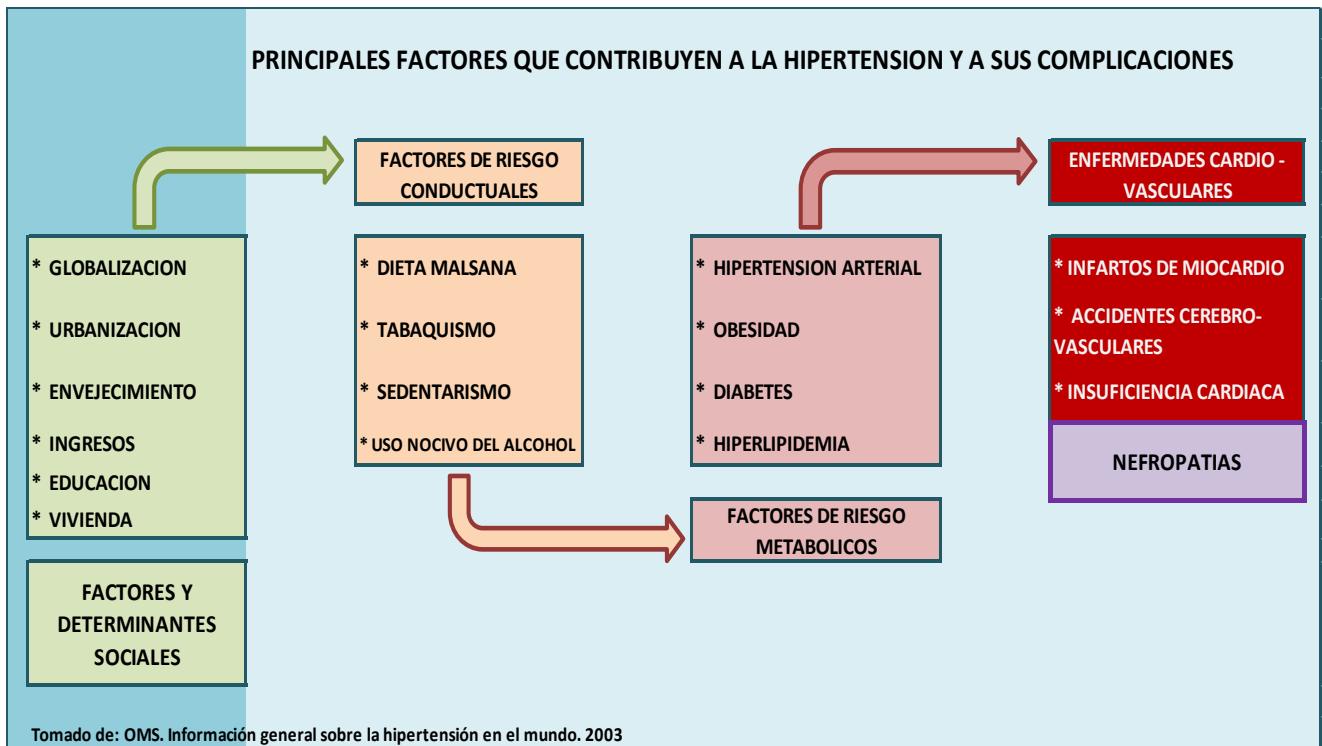 PRINCIPALES FACTORES QUE CONTRIBUYEN A LA HIPERTENSION Y A SUS COMPLICACIONES
* GLOBALIZACION
* URBANIZACION
* ENVEJECIMIENTO
* INGRESOS
* EDUCACION
* VIVIENDA
FACTORES Y
DETERMINANTES
SOCIALES
FACTORES DE RIESGO
CONDUCTUALES
* DIETA MALSANA
* TABAQUISMO
* SEDENTARISMO
* USO NOCIVO DEL ALCOHOL
* HIPERTENSION ARTERIAL
* OBESIDAD
* DIABETES
* HIPERLIPIDEMIA
FACTORES DE RIESGO
METABOLICOS
ENFERMEDADES CARDIO -
VASCULARES
* INFARTOS DE MIOCARDIO
* ACCIDENTES CEREBRO-
VASCULARES
* INSUFICIENCIA CARDIACA
NEFROPATIAS
Tomado de: OMS. Información general sobre la hipertensión en el mundo. 2003